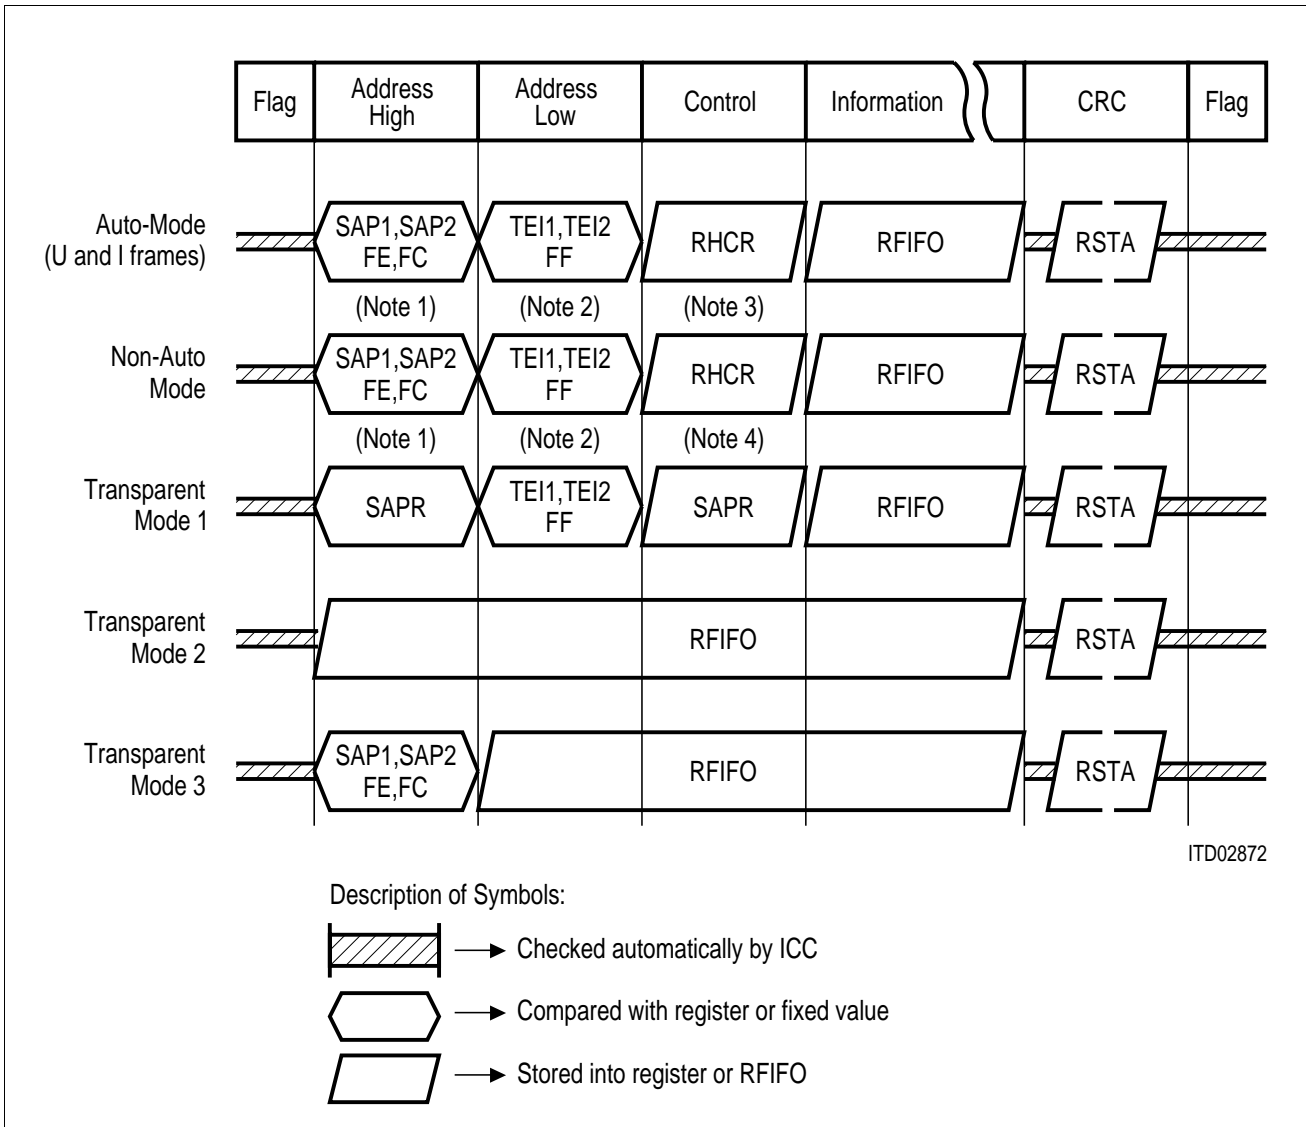 Flag
Address
High
Address
Low
Control
Information
CRC
Flag
Auto-Mode
(U and I frames)
SAP1,SAP2
FE,FC
TEI1,TEI2
FF
RHCR
RFIFO
RSTA
(Note 1)
(Note 2)
(Note 3)
Non-Auto
Mode
SAP1,SAP2
FE,FC
TEI1,TEI2
FF
RHCR
RFIFO
RSTA
(Note 1)
(Note 2)
(Note 4)
Transparent
Mode 1
SAPR
TEI1,TEI2
FF
SAPR
RFIFO
RSTA
Transparent
Mode 2
RFIFO
RSTA
Transparent
Mode 3
SAP1,SAP2
FE,FC
RFIFO
RSTA
ITD02872
Description of Symbols:
Checked automatically by ICC
Compared with register or fixed value
Stored into register or RFIFO